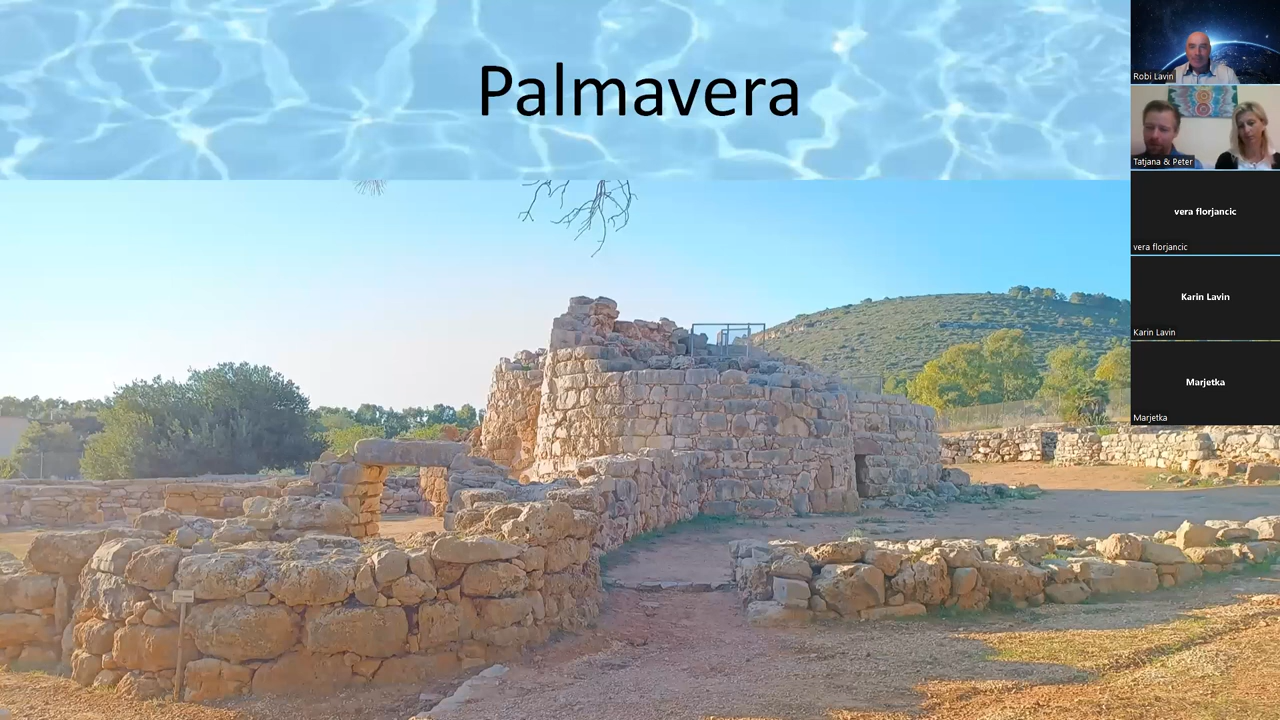 Palmavera
Robi Lavin
Tatjana & Peter
vera florjancic
vera florjancic
Karin Lavin
Karin Lavin
Marjetka
Marjetka